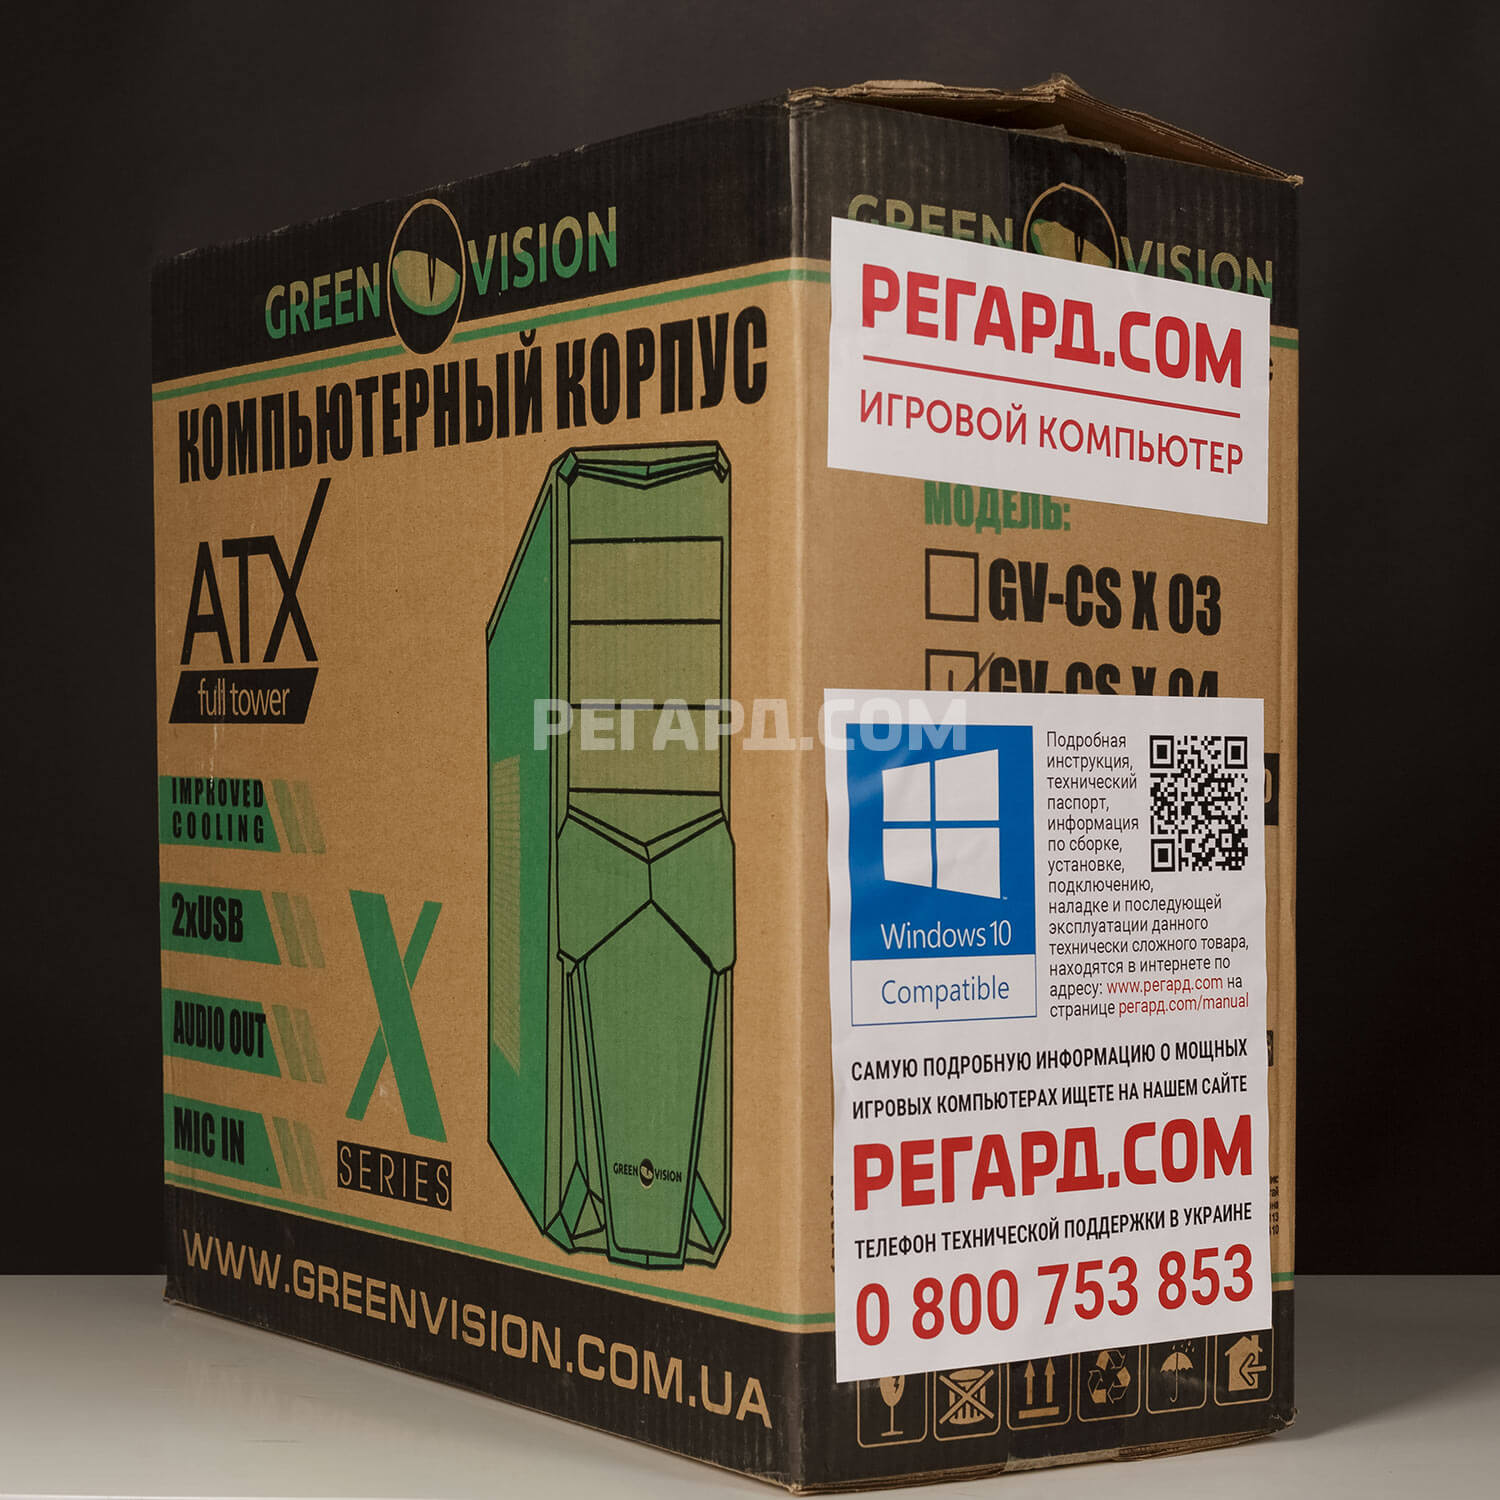 GREEN VISION
КОМПЬЮТЕРНЫЙ КОРПУС
ATX
full tower
IMPROVED
COOLING
2xUSB
AUDIO OUT
MIC IN
X
SERIES
GREEN VISION
WWW.GREENVISION.COM.UA
GREEN VISION
РЕГАРД.COM
ИГРОВОЙ КОМПЬЮТЕР
МОДЕЛЬ:
GV-CS X 03
GV-CS X 04
РЕГАРД.COM
Windows 10
Compatible
Подробная
инструкция,
технический
паспорт,
информация
по сборке,
установке,
подключению,
наладке и последующей
эксплуатации данного
технически сложного товара,
находятся в интернете по
адресу: www.регард.com на
странице регард.com/manual
САМУЮ ПОДРОБНУЮ ИНФОРМАЦИЮ О МОЩНЫХ
ИГРОВЫХ КОМПЬЮТЕРАХ ИЩЕТЕ НА НАШЕМ САЙТЕ
РЕГАРД.COM
ТЕЛЕФОН ТЕХНИЧЕСКОЙ ПОДДЕРЖКИ В УКРАИНЕ
0 800 753 853